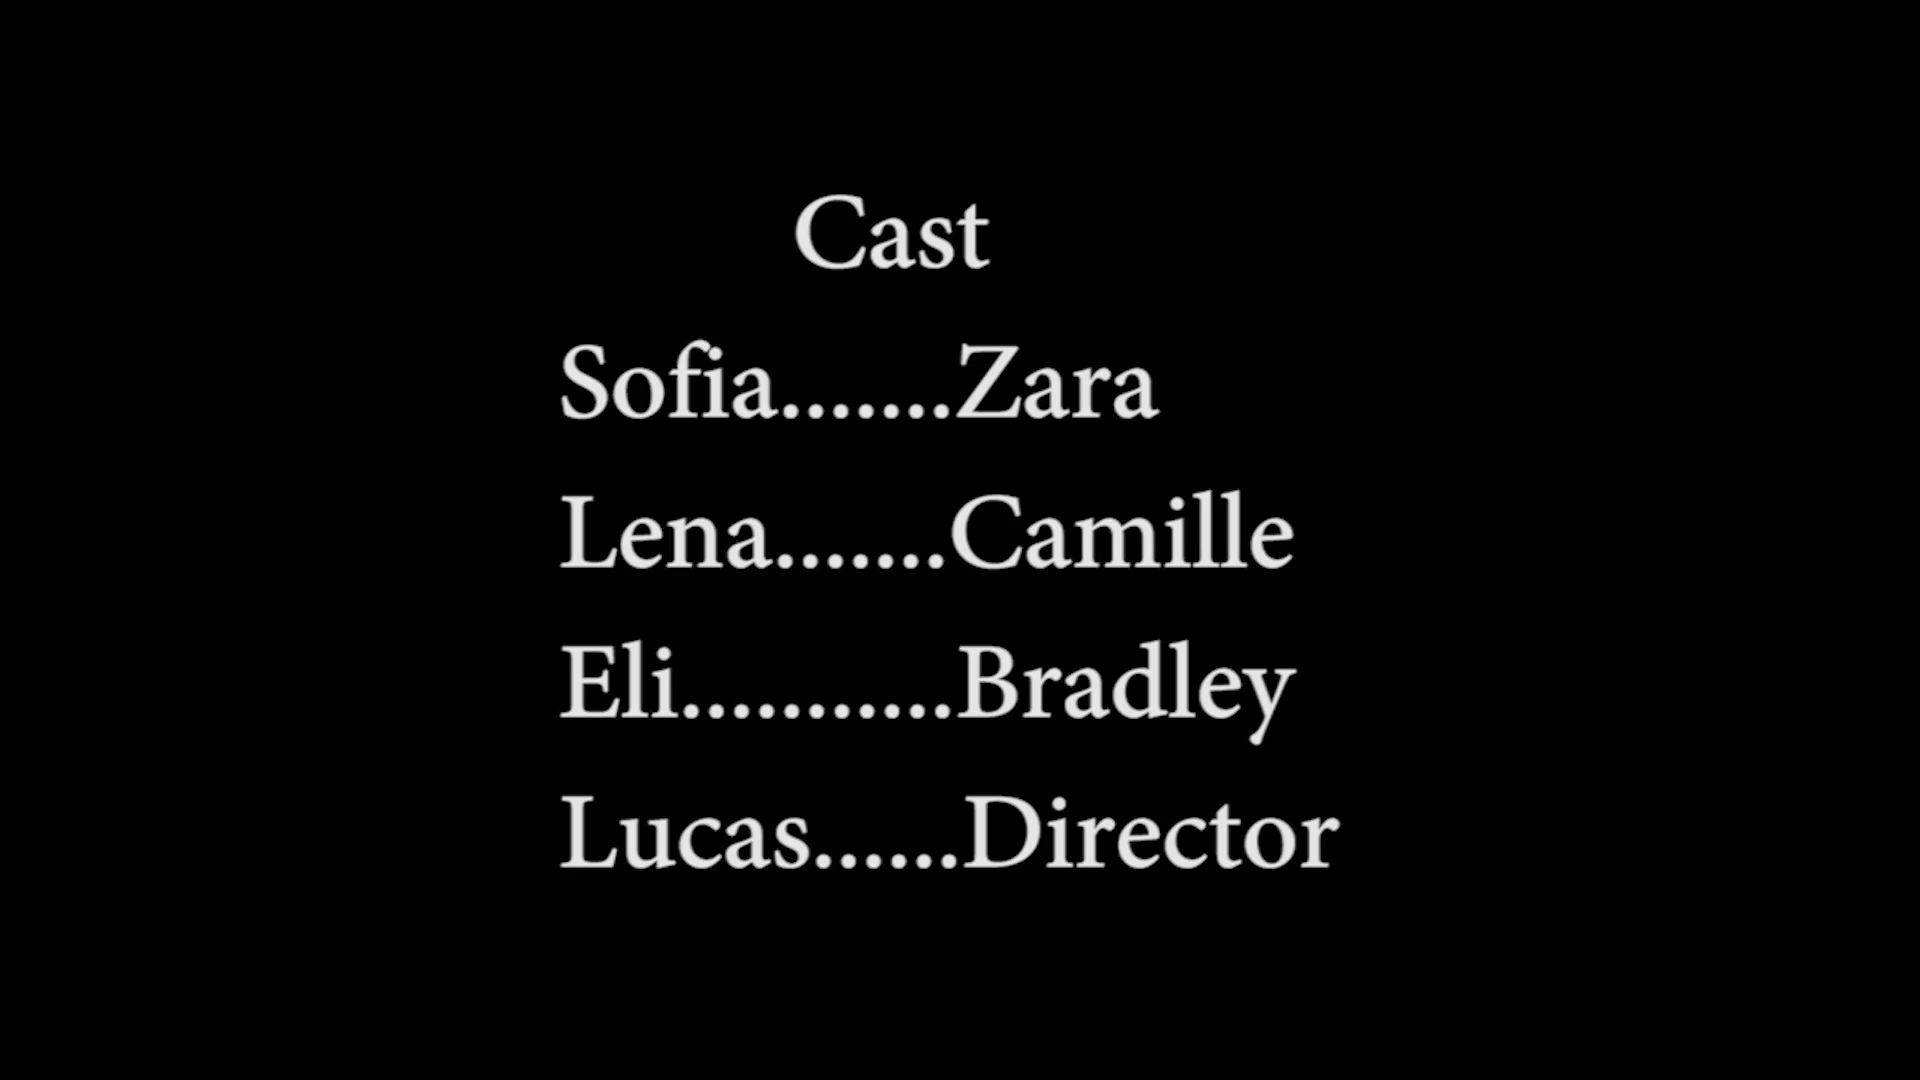 Cast
Sofia.......Zara
Lena.......Camille
Eli...........Bradley
Lucas......Director